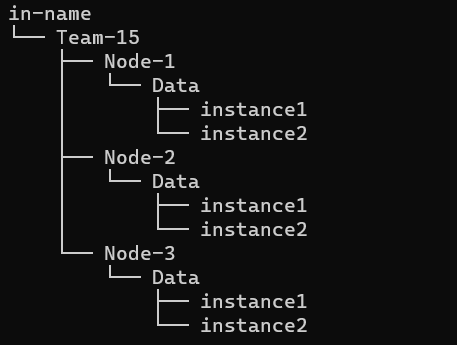 in-name
└── Team-15
    ├── Node-1
    │   └── Data
    │       ├── instance1
    │       └── instance2
    ├── Node-2
    │   └── Data
    │       ├── instance1
    │       └── instance2
    └── Node-3
        └── Data
            ├── instance1
            └── instance2